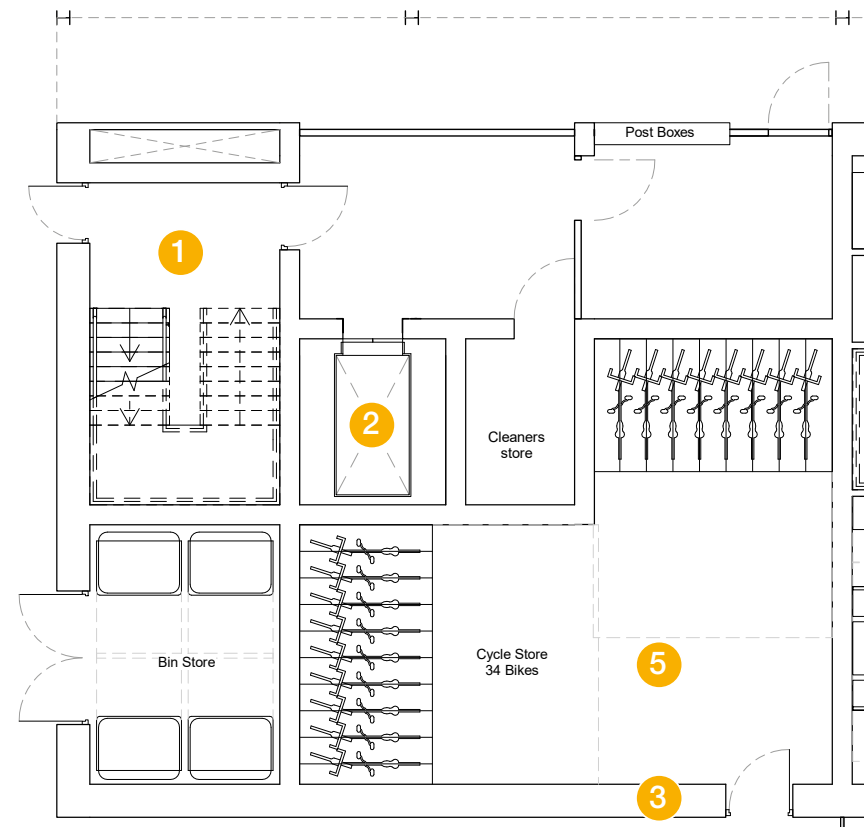 Post Boxes
1
2
Cleaners
store
Bin Store
Cycle Store
34 Bikes
5
3